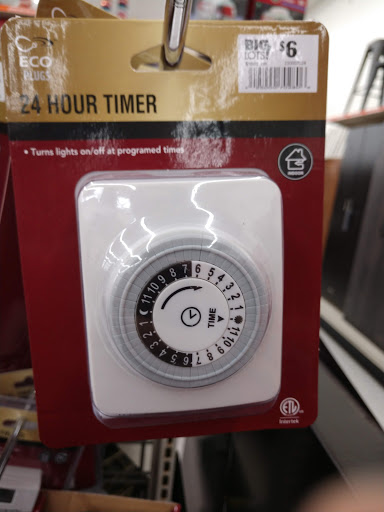 ECO
PLUGS
BIG
LOTS!
$6
24 HOUR TIMER
• Turns lights on/off at programed times
11 10 9 8 7 6 5 4 3 2 1
1 2 3 4 5 6 7 8 9 10 11
TIME
ETL
Intertek